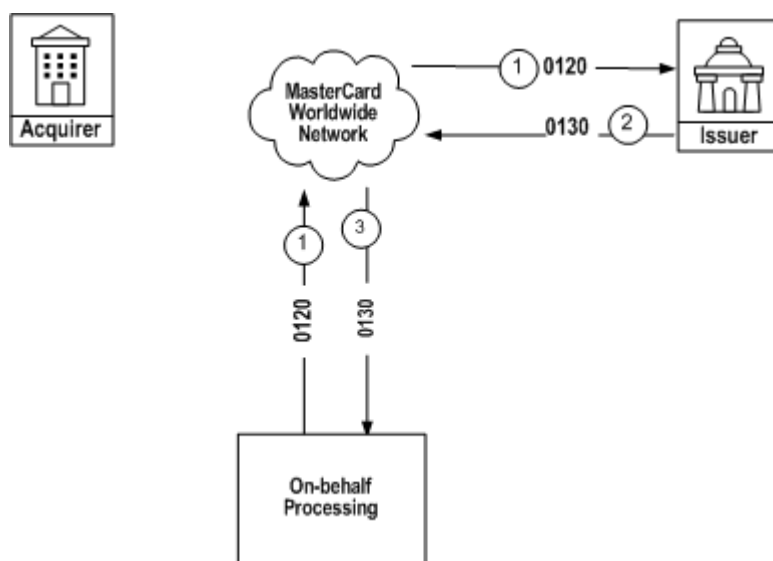 1 0120
MasterCard
Worldwide
Network
Acquirer
0130 2
Issuer
1
3
0120
0130
On-behalf
Processing